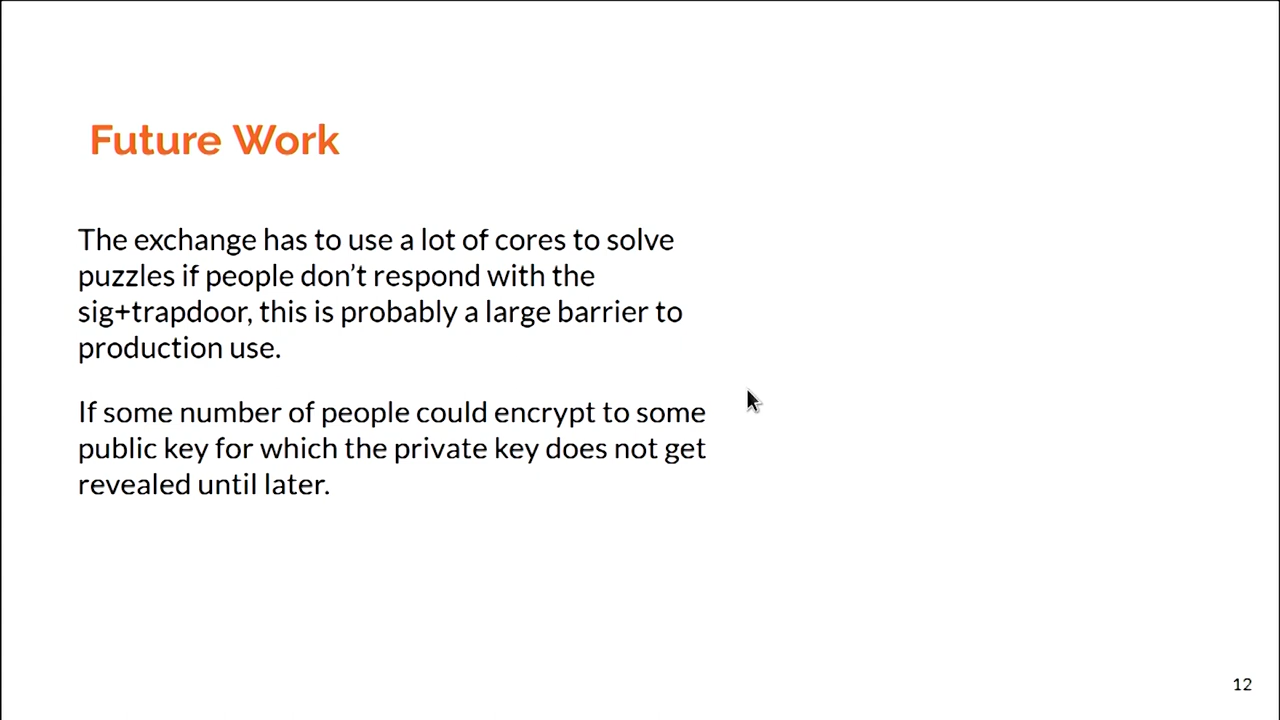 Future Work
The exchange has to use a lot of cores to solve
puzzles if people don’t respond with the
sig+trapdoor, this is probably a large barrier to
production use.
If some number of people could encrypt to some
public key for which the private key does not get
revealed until later.
12